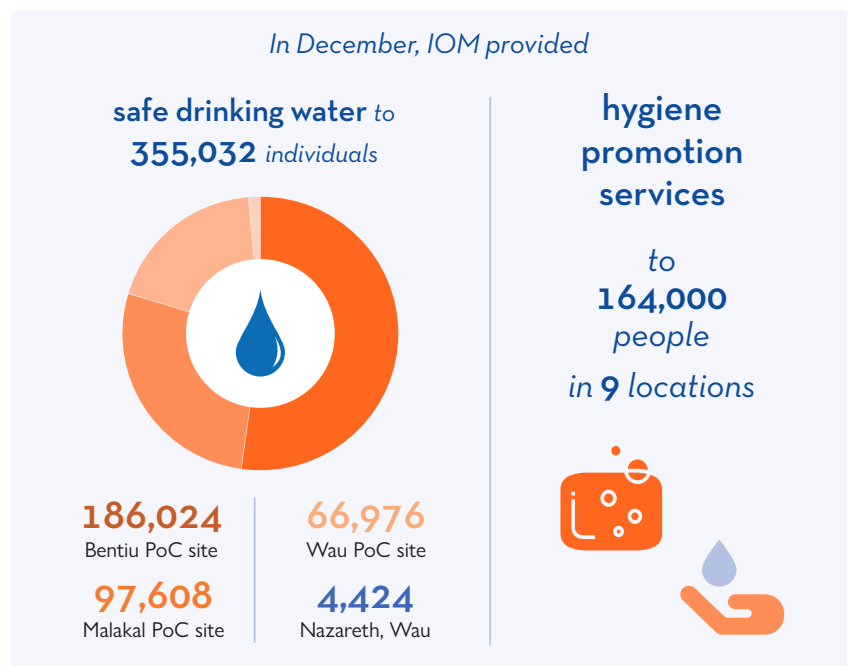 In December, IOM provided
safe drinking water to
355,032 individuals
186,024
Bentiu PoC site
97,608
Malakal PoC site
66,976
Wau PoC site
4,424
Nazareth, Wau
hygiene
promotion
services
to
164,000
people
in 9 locations